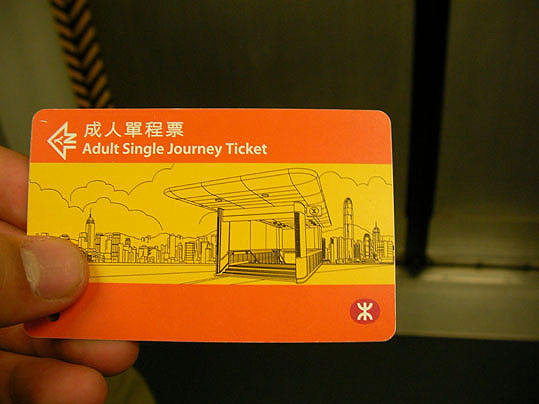 成人單程票
Adult Single Journey Ticket